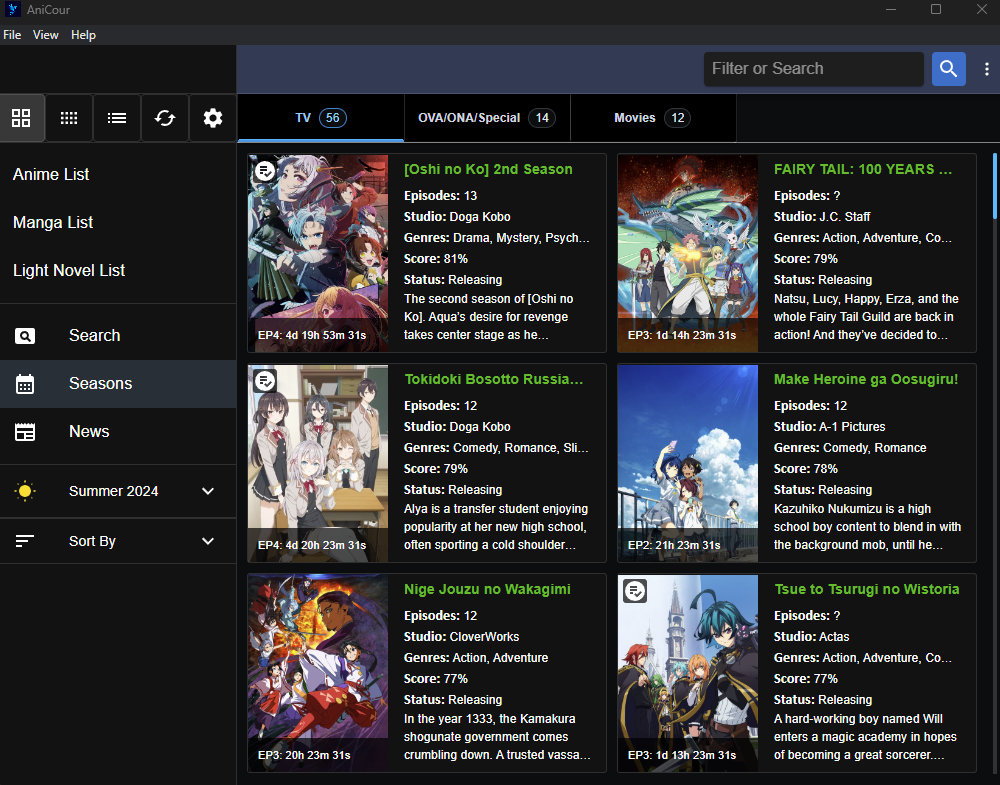 AniCour
File View Help
Filter or Search
TV 56
OVA/ONA/Special 14
Movies 12
Anime List
Manga List
Light Novel List
Search
Seasons
News
Summer 2024
Sort By
[Oshi no Ko] 2nd Season
Episodes: 13
Studio: Doga Kobo
Genres: Drama, Mystery, Psych...
Score: 81%
Status: Releasing
The second season of [Oshi no
Ko]. Aqua's desire for revenge
takes center stage as he...
EP4: 4d 19h 53m 31s
FAIRY TAIL: 100 YEARS ...
Episodes: ?
Studio: J.C. Staff
Genres: Action, Adventure, Co...
Score: 79%
Status: Releasing
Natsu, Lucy, Happy, Erza, and the
whole Fairy Tail Guild are back in
action! And they've decided to...
EP3: 1d 14h 23m 31s
Tokidoki Bosotto Russia...
Episodes: 12
Studio: Doga Kobo
Genres: Comedy, Romance, Sli...
Score: 79%
Status: Releasing
Alya is a transfer student enjoying
popularity at her new high school,
often sporting a cold shoulder...
EP4: 4d 20h 23m 31s
Make Heroine ga Oosugiru!
Episodes: 12
Studio: A-1 Pictures
Genres: Comedy, Romance
Score: 78%
Status: Releasing
Kazuhiko Nukumizu is a high
school boy content to blend in with
the background mob, until he...
EP2: 21h 23m 31s
Nige Jouzu no Wakagimi
Episodes: 12
Studio: CloverWorks
Genres: Action, Adventure
Score: 77%
Status: Releasing
In the year 1333, the Kamakura
shogunate government comes
crumbling down. A trusted vassa...
EP3: 20h 23m 31s
Tsue to Tsurugi no Wistoria
Episodes: ?
Studio: Actas
Genres: Action, Adventure, Co...
Score: 77%
Status: Releasing
A hard-working boy named Will
enters a magic academy in hopes
of becoming a great sorcerer....
EP3: 1d 13h 23m 31s